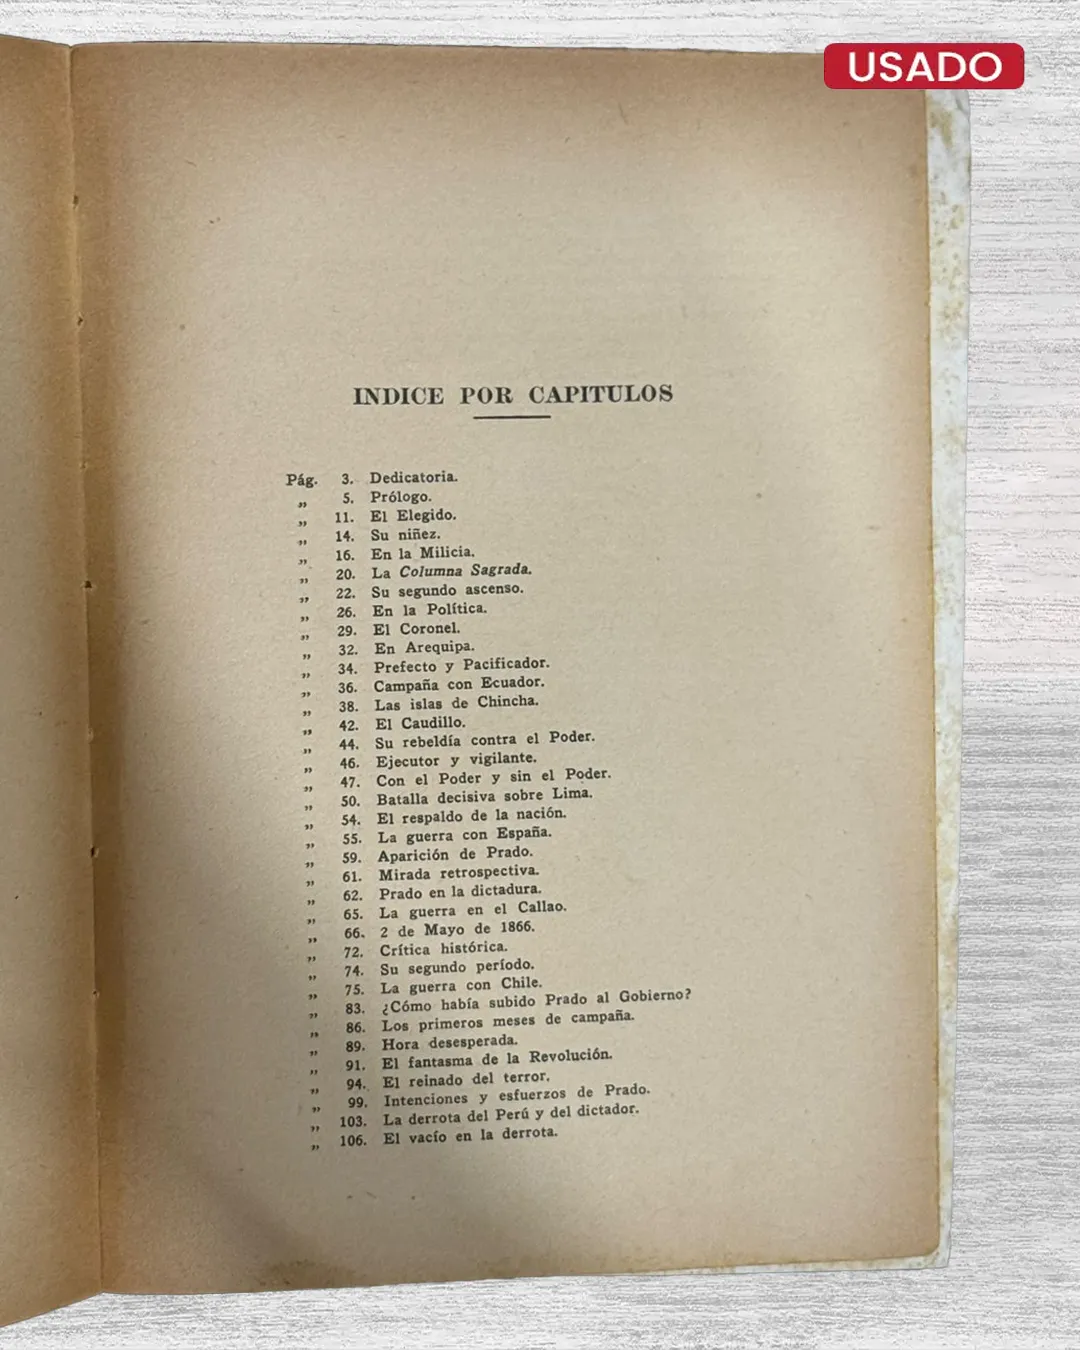 USADO
INDICE POR CAPITULOS
Pág. 3. Dedicatoria.
„ 5. Prólogo.
„ 11. El Elegido.
„ 14. Su niñez.
„ 16. En la Milicia.
„ 20. La Columna Sagrada.
„ 22. Su segundo ascenso.
„ 26. En la Política.
„ 29. El Coronel.
„ 32. En Arequipa.
„ 34. Prefecto y Pacificador.
„ 36. Campaña con Ecuador.
„ 38. Las islas de Chincha.
„ 42. El Caudillo.
„ 44. Su rebeldía contra el Poder.
„ 46. Ejecutor y vigilante.
„ 47. Con el Poder y sin el Poder.
„ 50. Batalla decisiva sobre Lima.
„ 54. El respaldo de la nación.
„ 55. La guerra con España.
„ 59. Aparición de Prado.
„ 61. Mirada retrospectiva.
„ 62. Prado en la dictadura.
„ 65. La guerra en el Callao.
„ 66. 2 de Mayo de 1866.
„ 72. Crítica histórica.
„ 74. Su segundo período.
„ 75. La guerra con Chile.
„ 83. ¿Cómo había subido Prado al Gobierno?
„ 86. Los primeros meses de campaña.
„ 89. Hora desesperada.
„ 91. El fantasma de la Revolución.
„ 94. El reinado del terror.
„ 99. Intenciones y esfuerzos de Prado.
„ 103. La derrota del Perú y del dictador.
„ 106. El vacío en la derrota.